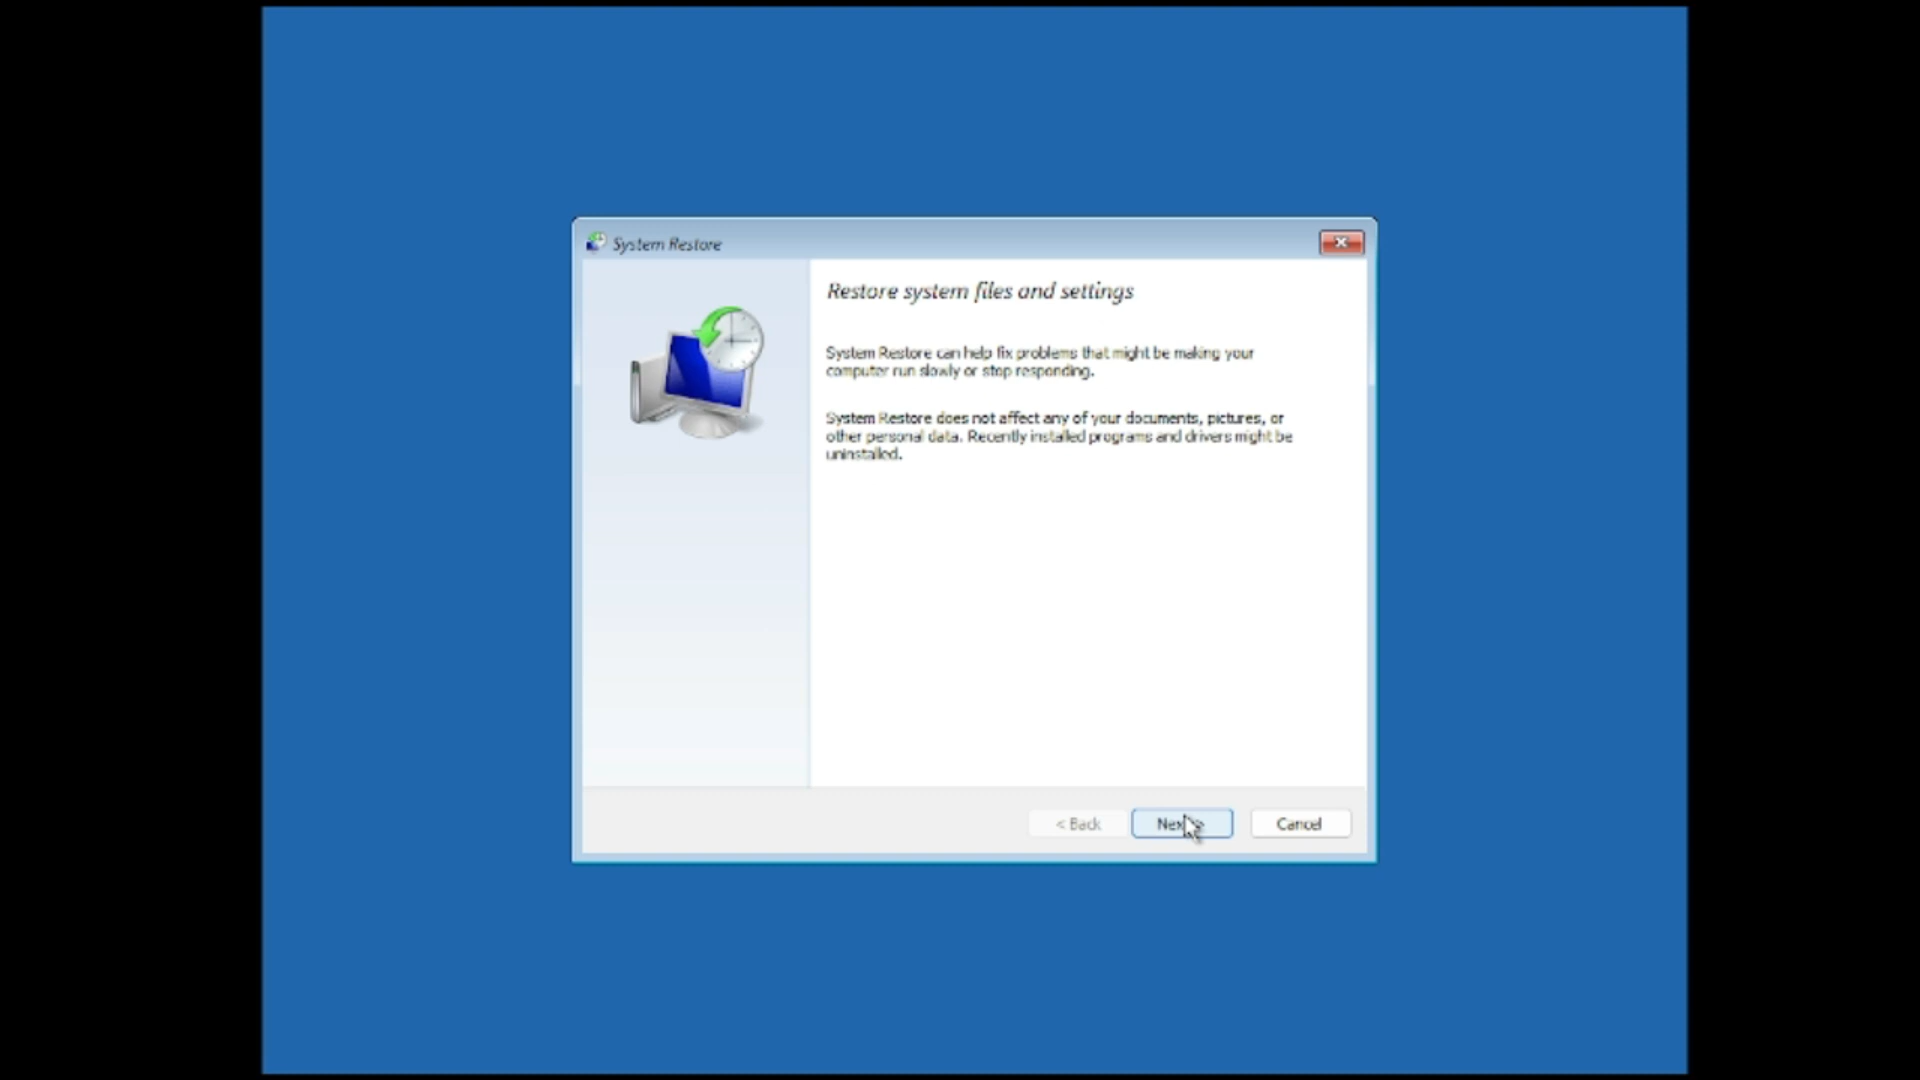 System Restore
Restore system files and settings
System Restore can help fix problems that might be making your
computer run slowly or stop responding.
System Restore does not affect any of your documents, pictures, or
other personal data. Recently installed programs and drivers might be
uninstalled.
< Back
Cancel